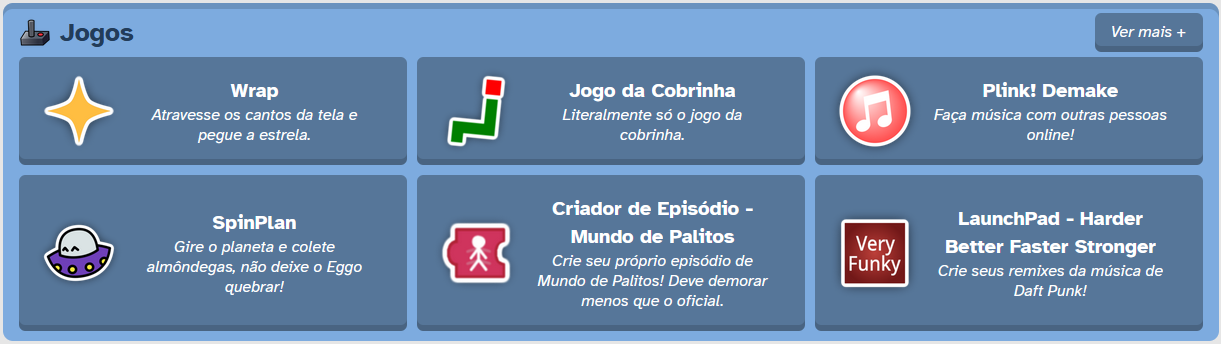 Jogos
Ver mais +
Wrap
Atravesse os cantos da tela e
pegue a estrela.
Jogo da Cobrinha
Literalmente só o jogo da
cobrinha.
Plink! Demake
Faça música com outras pessoas
online!
SpinPlan
Gire o planeta e colete
almôndegas, não deixe o Eggo
quebrar!
Criador de Episódio -
Mundo de Palitos
Crie seu próprio episódio de
Mundo de Palitos! Deve demorar
menos que o oficial.
Very
Funky
LaunchPad - Harder
Better Faster Stronger
Crie seus remixes da música de
Daft Punk!